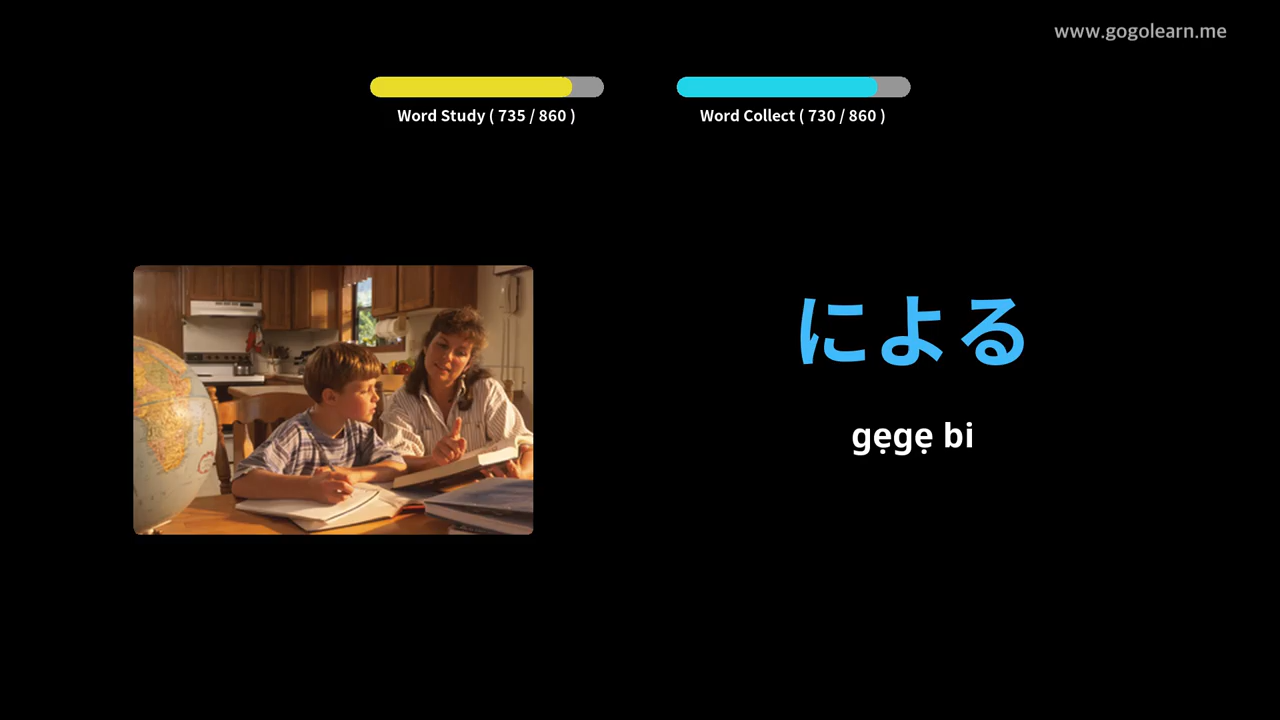 www.gogolearn.me
Word Study ( 735 / 860 )
Word Collect ( 730 / 860 )
による
gẹgẹ bi